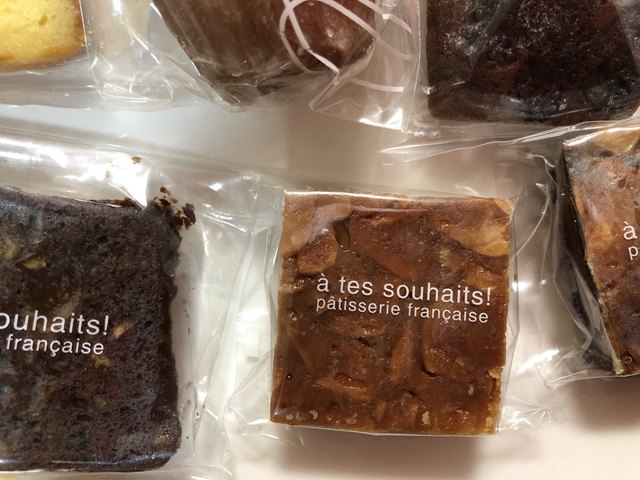 à tes souhaits!
pâtisserie française
ouhaits!
française
à
p